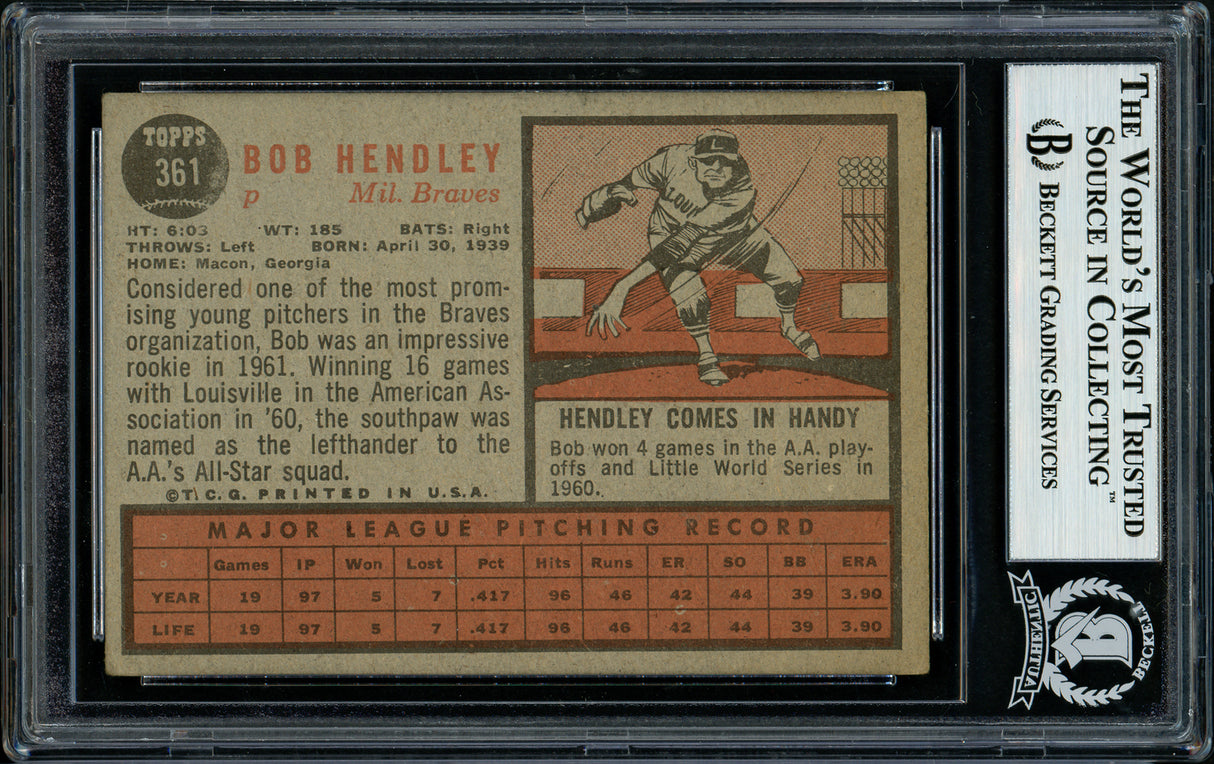 TOPPS
361
BOB HENDLEY
p Mil. Braves
HT: 6:03 WT: 185 BATS: Right
THROWS: Left BORN: April 30, 1939
HOME: Macon, Georgia
Considered one of the most prom-
ising young pitchers in the Braves
organization, Bob was an impressive
rookie in 1961. Winning 16 games
with Louisville in the American As-
sociation in '60, the southpaw was
named as the lefthander to the
A.A.'s All-Star squad.
©T.C.G. PRINTED IN U.S.A.
L
LOUI
HENDLEY COMES IN HANDY
Bob won 4 games in the A.A. play-
offs and Little World Series in
1960.
MAJOR LEAGUE PITCHING RECORD
Games IP Won Lost Pct Hits Runs ER SO BB ERA
YEAR 19 97 5 7 .417 96 46 42 44 39 3.90
LIFE 19 97 5 7 .417 96 46 42 44 39 3.90
THE WORLD'S MOST TRUSTED
SOURCE IN COLLECTING™
B BECKETT GRADING SERVICES
BECKETT
B
AUTHENTIC